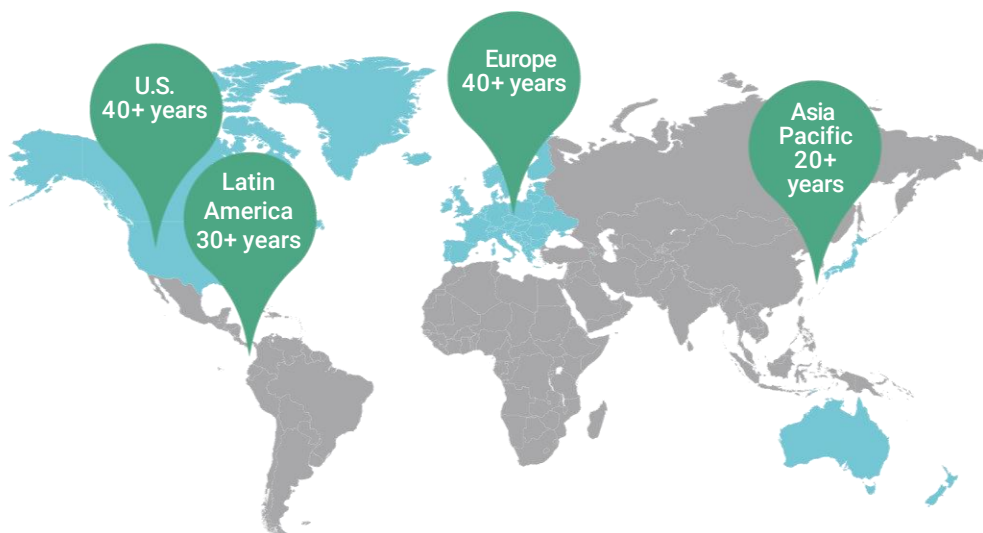 U.S.
40+ years
Latin
America
30+ years
Europe
40+ years
Asia
Pacific
20+
years